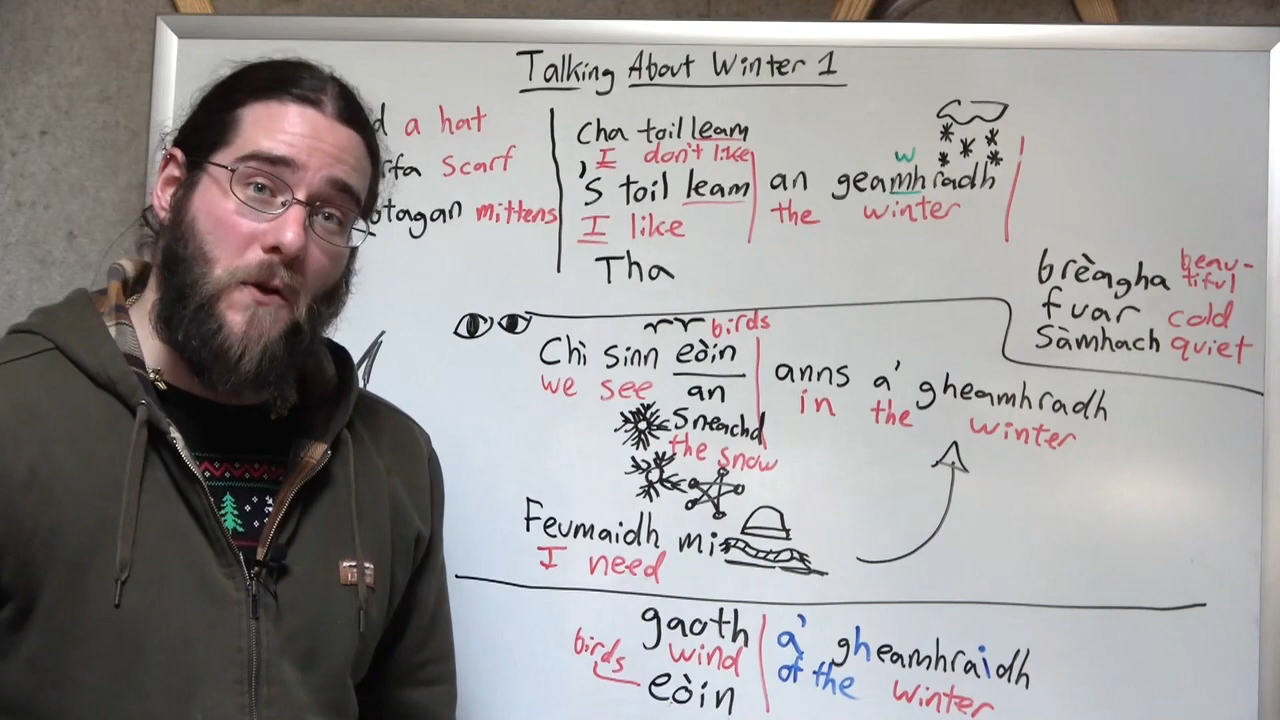 Talking About Winter 1
a hat
scarf
mittens
Cha toil leam
I don't like
'S toil leam
I like
Tha
w
an geamhradh
the winter
brèagha beau-
tiful
fuar cold
sàmhach quiet
birds
Chì sinn eòin
we see
an
sneachd
the snow
anns a' gheamhradh
in the winter
Feumaidh mi
I need
gaoth
wind
birds
eòin
a' gheamhraidh
of the winter